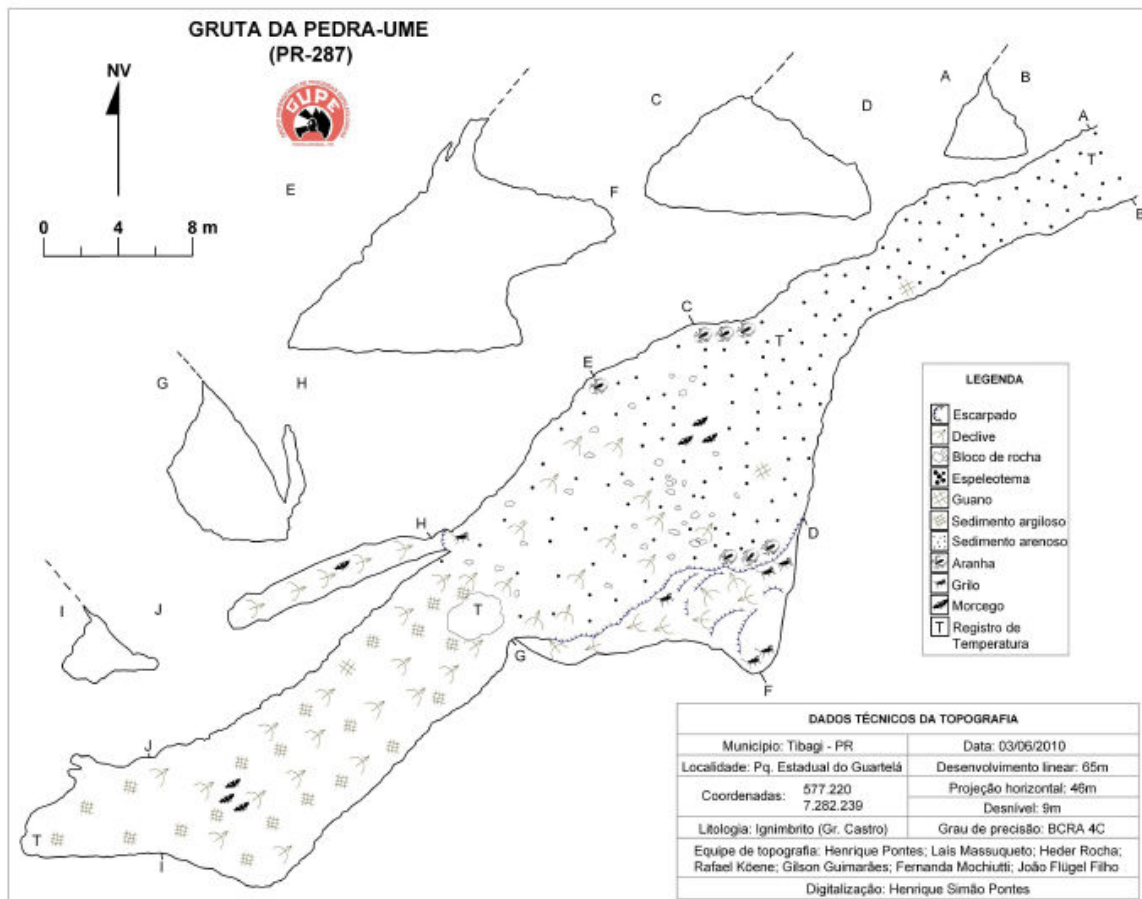 GRUTA DA PEDRA-UME
(PR-287)
NV
GUPE
0 4 8 m
A B
C D
E F
G H
I J
A
T
B
C
T
E
D
H
T
G
F
J
T
I
LEGENDA
Escarpado
Declive
Bloco de rocha
Espeleotema
Guano
Sedimento argiloso
Sedimento arenoso
Aranha
Grilo
Morcego
T Registro de
Temperatura
DADOS TÉCNICOS DA TOPOGRAFIA
Município: Tibagi - PR
Data: 03/06/2010
Localidade: Pq. Estadual do Guartelá
Desenvolvimento linear: 65m
Coordenadas: 577.220
7.282.239
Projeção horizontal: 46m
Desnível: 9m
Litologia: Ignimbrito (Gr. Castro)
Grau de precisão: BCRA 4C
Equipe de topografia: Henrique Pontes; Laís Massuqueto; Heder Rocha;
Rafael Köene; Gilson Guimarães; Fernanda Mochiutti; João Flügel Filho
Digitalização: Henrique Simão Pontes